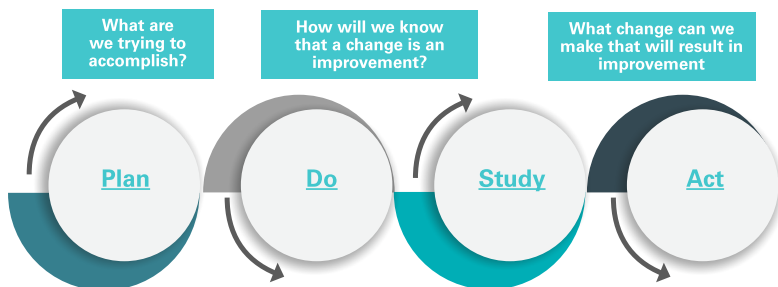 What are
we trying to
accomplish?
How will we know
that a change is an
improvement?
What change can we
make that will result in
improvement
Plan
Do
Study
Act